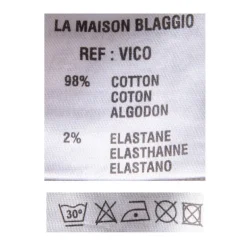 LA MAISON BLAGGIO
REF : VICO
98% COTTON
COTON
ALGODON
2% ELASTANE
ELASTHANNE
ELASTANO
30°